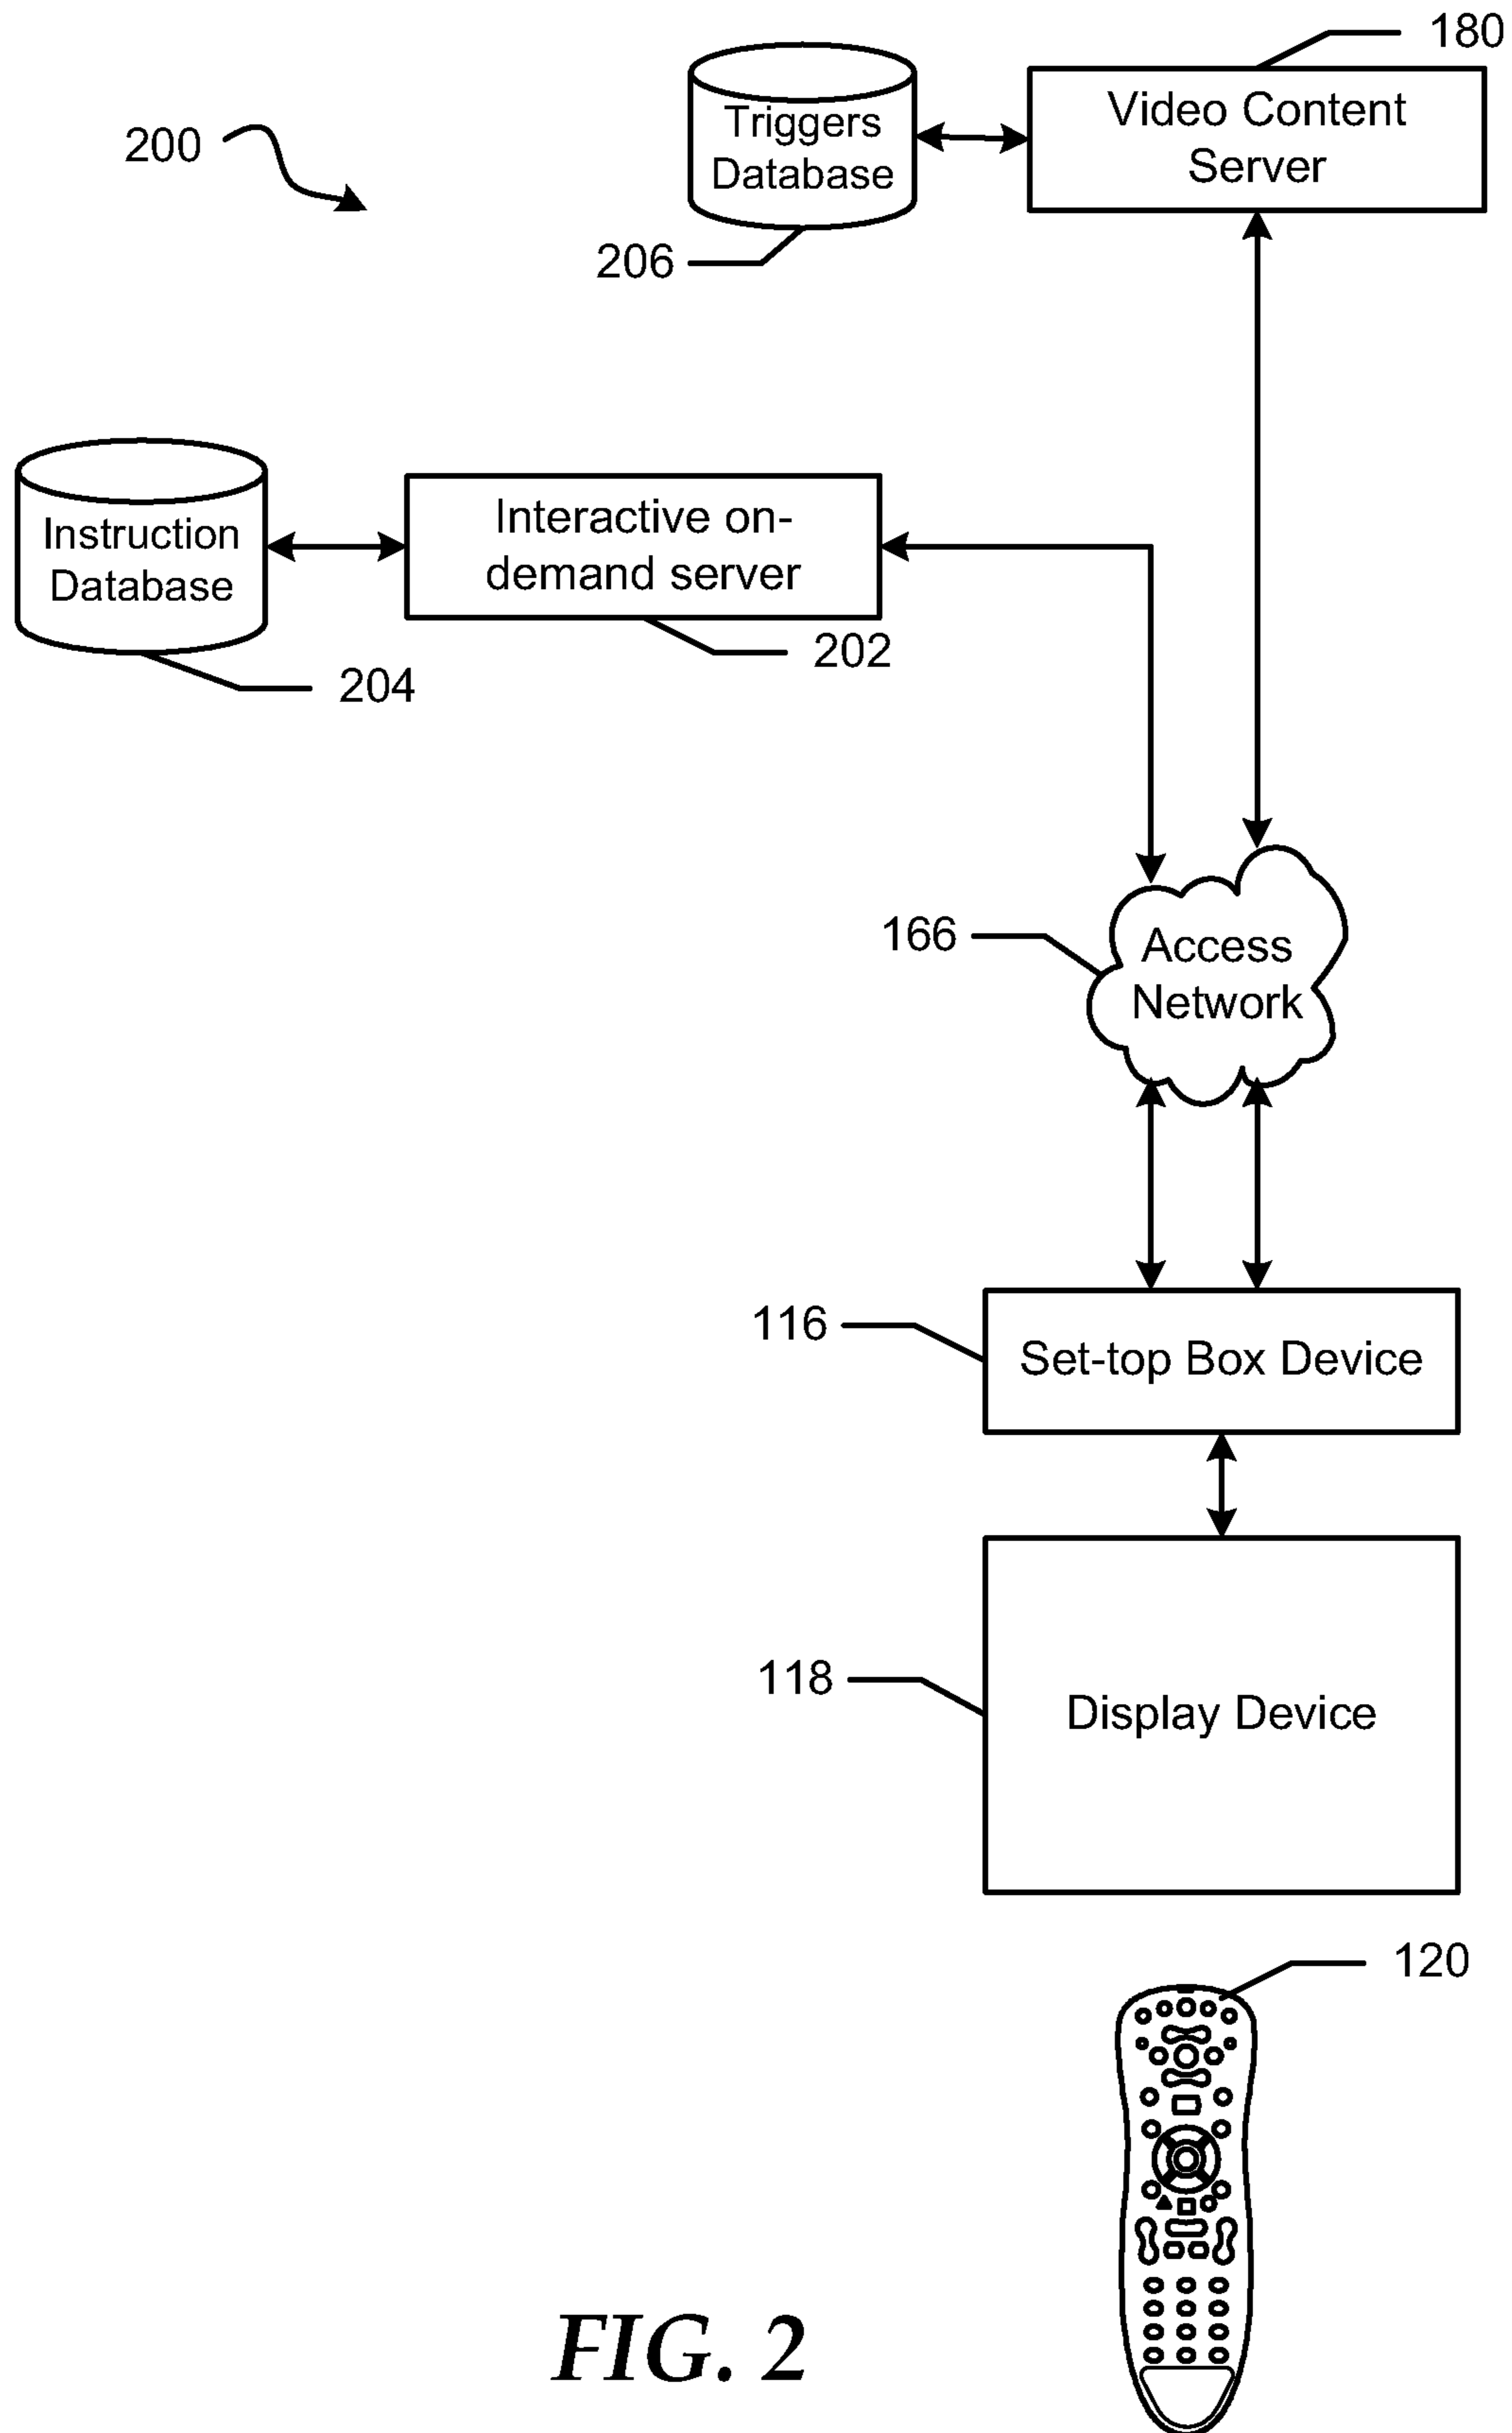 180
Triggers
Database
Video Content
Server
200
206
Instruction
Database
Interactive on-
demand server
202
204
166
Access
Network
116
Set-top Box Device
118
Display Device
120
FIG. 2